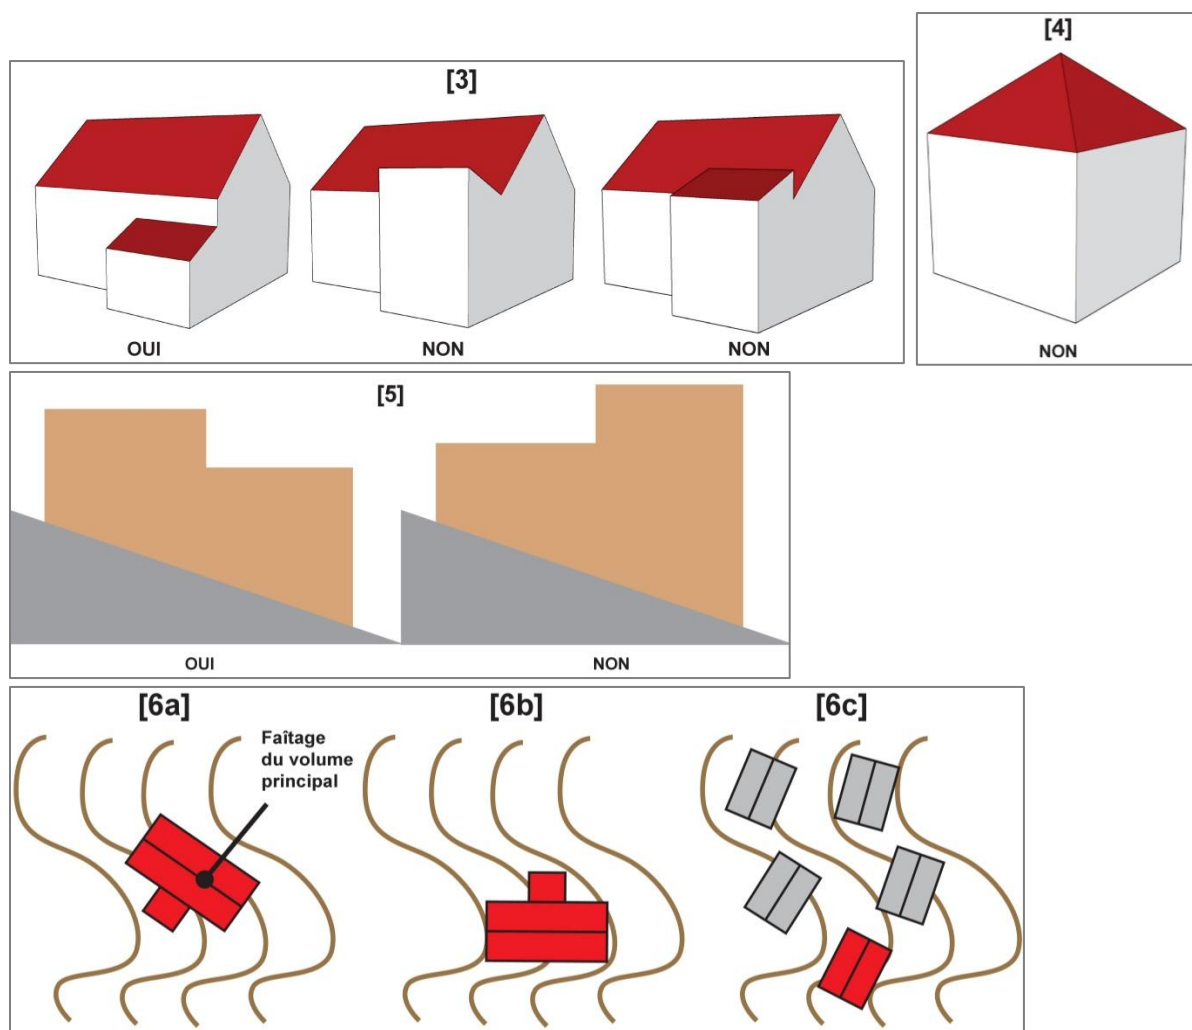 [3]
OUI
NON
NON
[4]
NON
[5]
OUI
NON
[6a]
Faîtage
du volume
principal
[6b]
[6c]